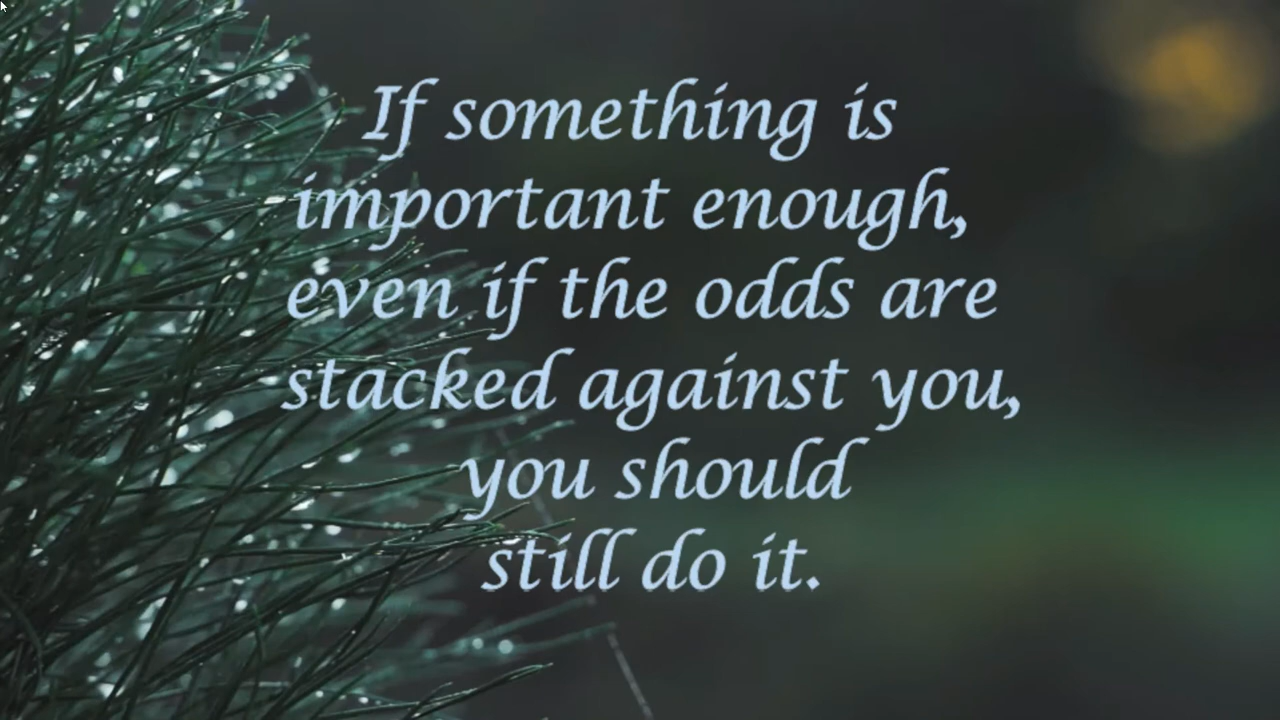 If something is
important enough,
even if the odds are
stacked against you,
you should
still do it.